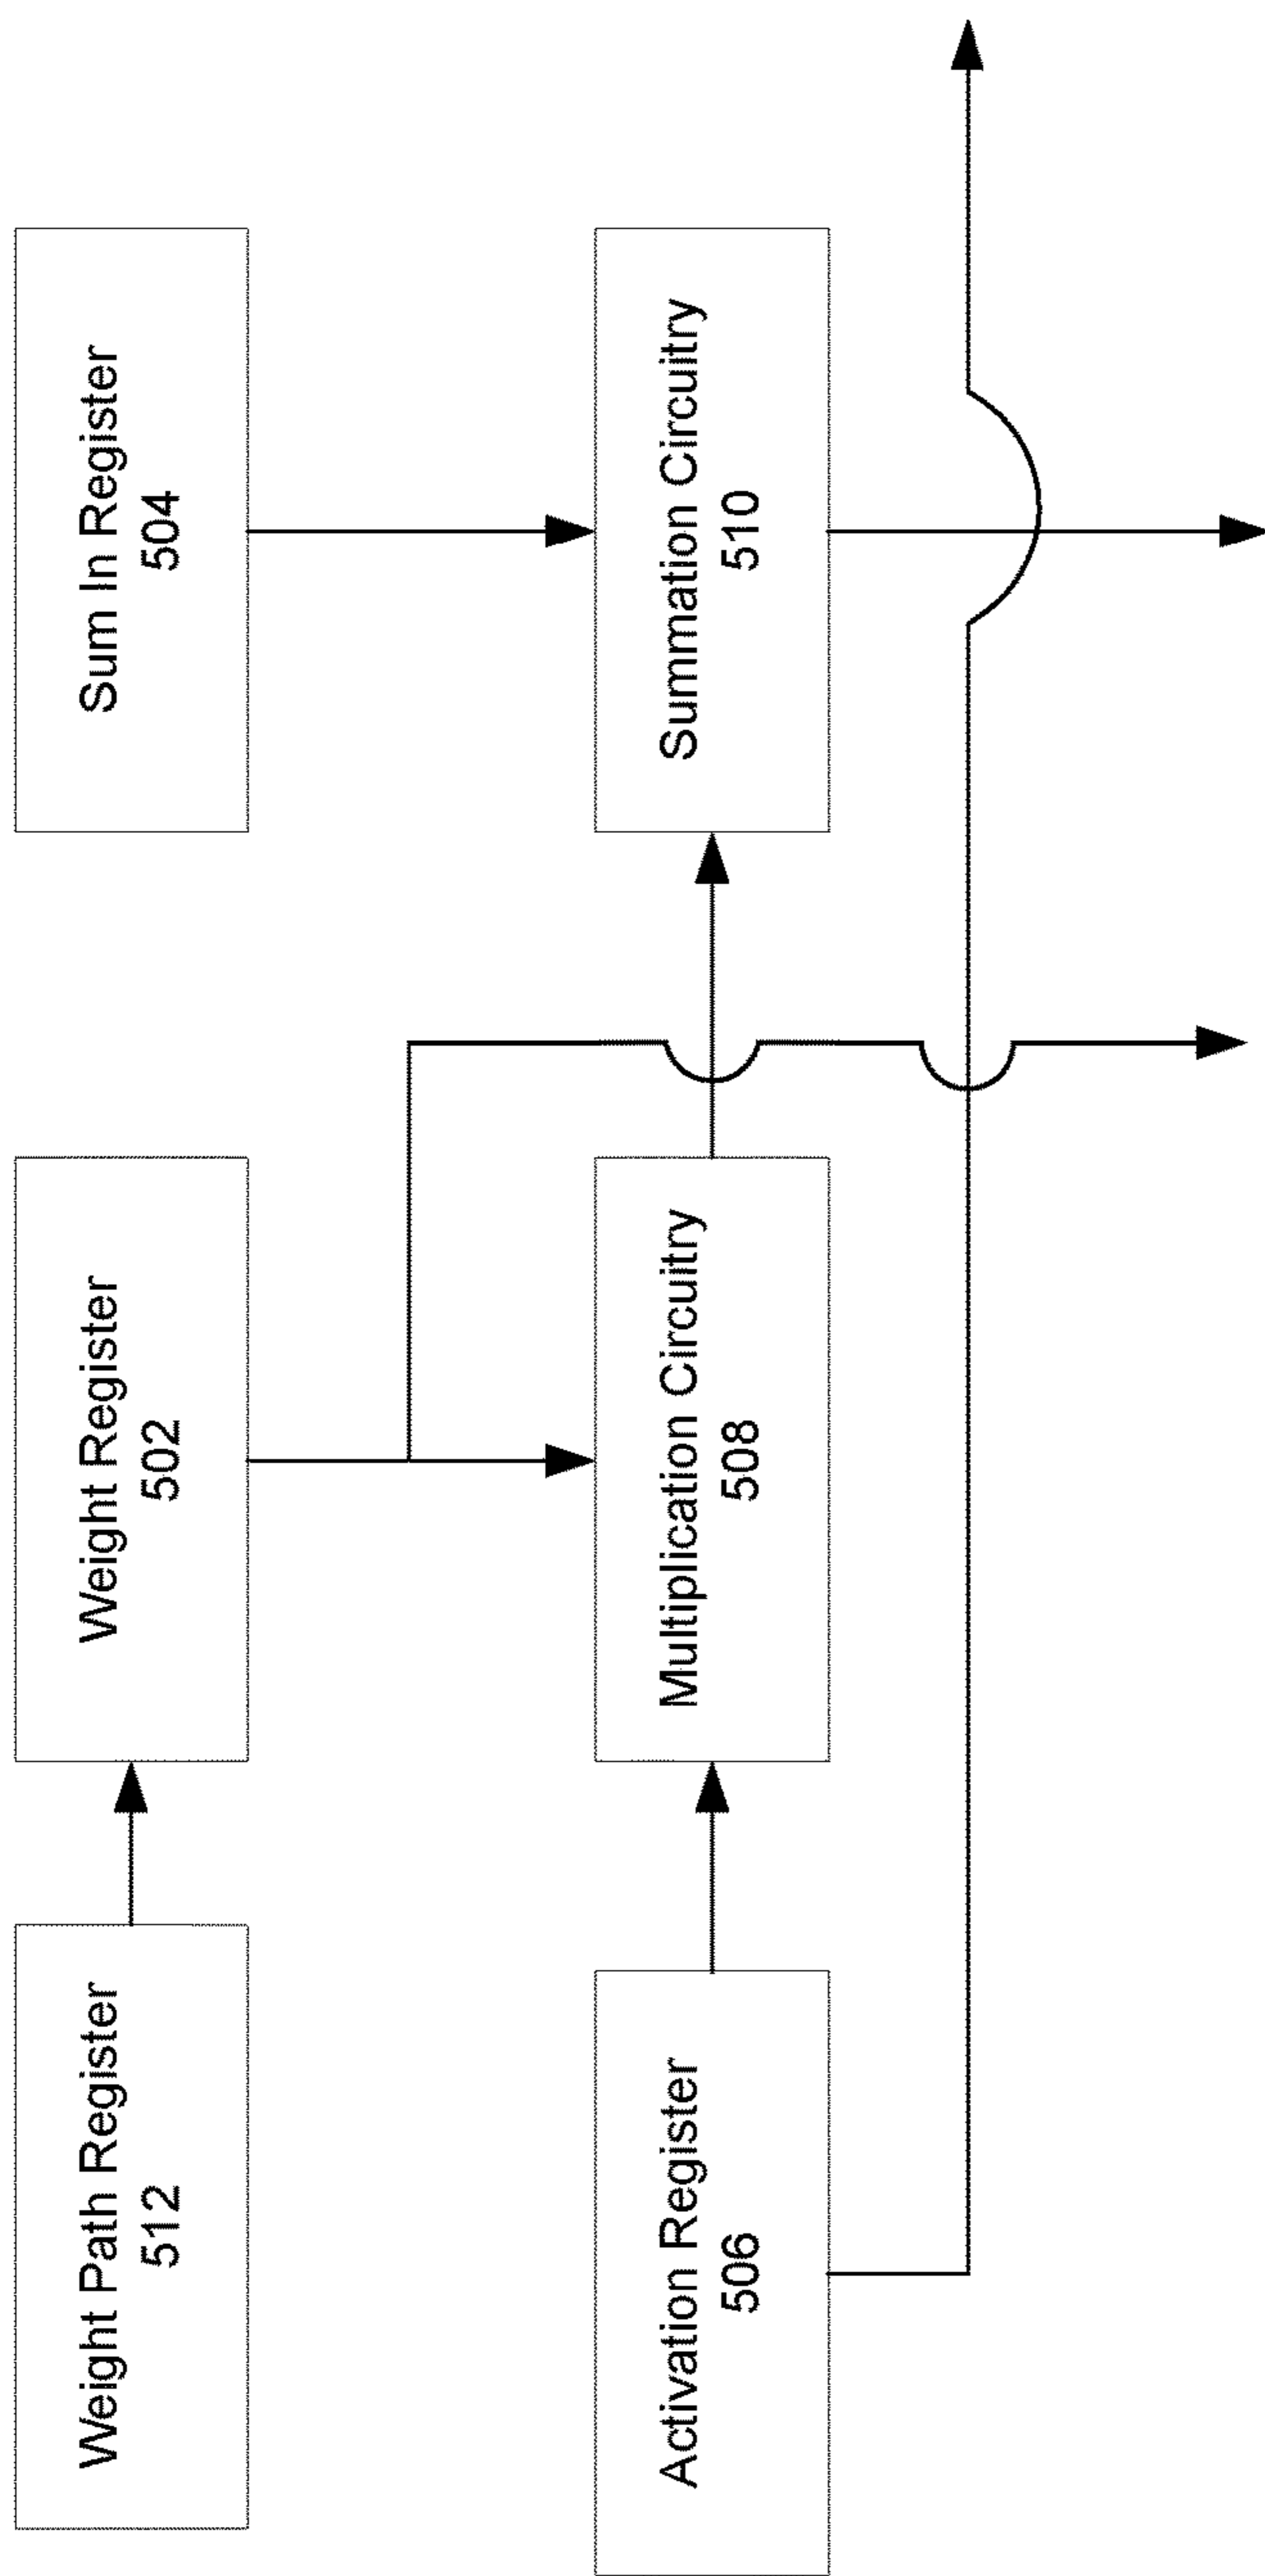 Weight Path Register
512
Weight Register
502
Sum In Register
504
Activation Register
506
Multiplication Circuitry
508
Summation Circuitry
510